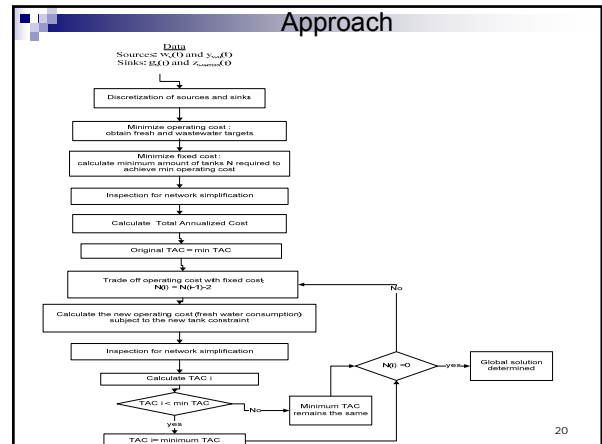 Approach
Data
Sources: and
Sinks: and
Discretization of sources and sinks
Minimize operating cost :
obtain fresh and wastewater targets
Minimize fixed cost :
calculate minimum amount of tanks N required to
achieve min operating cost
Inspection for network simplification
Calculate Total Annualized Cost
Original TAC = min TAC
Trade off operating cost with fixed cost;
N(i) = N(i-1)-2
No
Calculate the new operating cost (fresh water consumption)
subject to the new tank constraint
Inspection for network simplification
N(i) =0
yes
Global solution
determined
Calculate TAC i
TAC i < min TAC
No
Minimum TAC
remains the same
yes
TAC i= minimum TAC
20